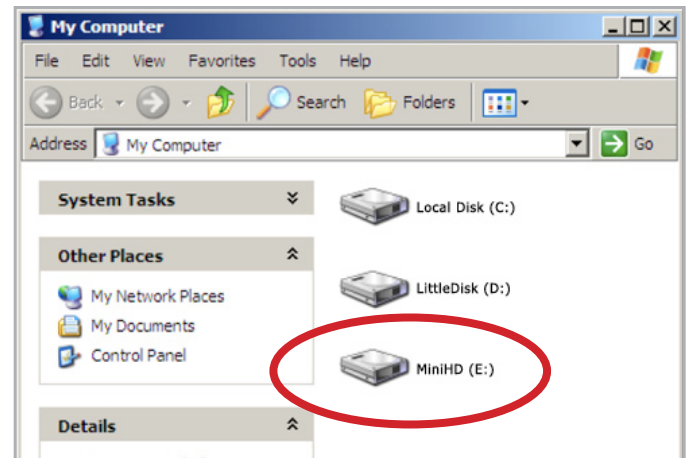 My Computer
File Edit View Favorites Tools Help
Back Search Folders
Address My Computer Go
System Tasks
Other Places
My Network Places
My Documents
Control Panel
Details
Local Disk (C:)
LittleDisk (D:)
MiniHD (E:)